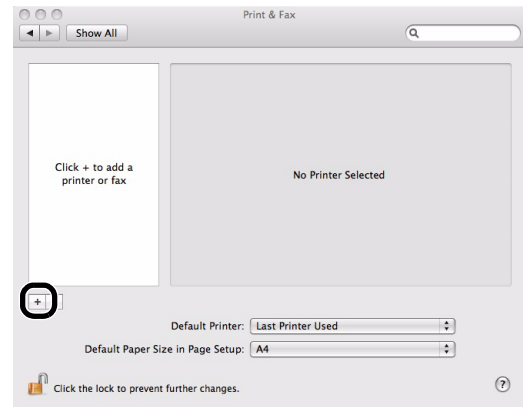 Print & Fax
Show All
Click + to add a
printer or fax
No Printer Selected
+
Default Printer: Last Printer Used
Default Paper Size in Page Setup: A4
Click the lock to prevent further changes.
?